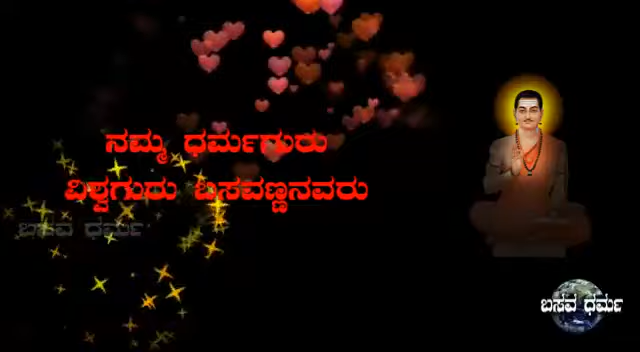 ನಮ್ಮ ಧರ್ಮಗುರು
ವಿಶ್ವಗುರು ಬಸವಣ್ಣನವರು
ಬಸವ ಧರ್ಮ
ಬಸವ ಧರ್ಮ